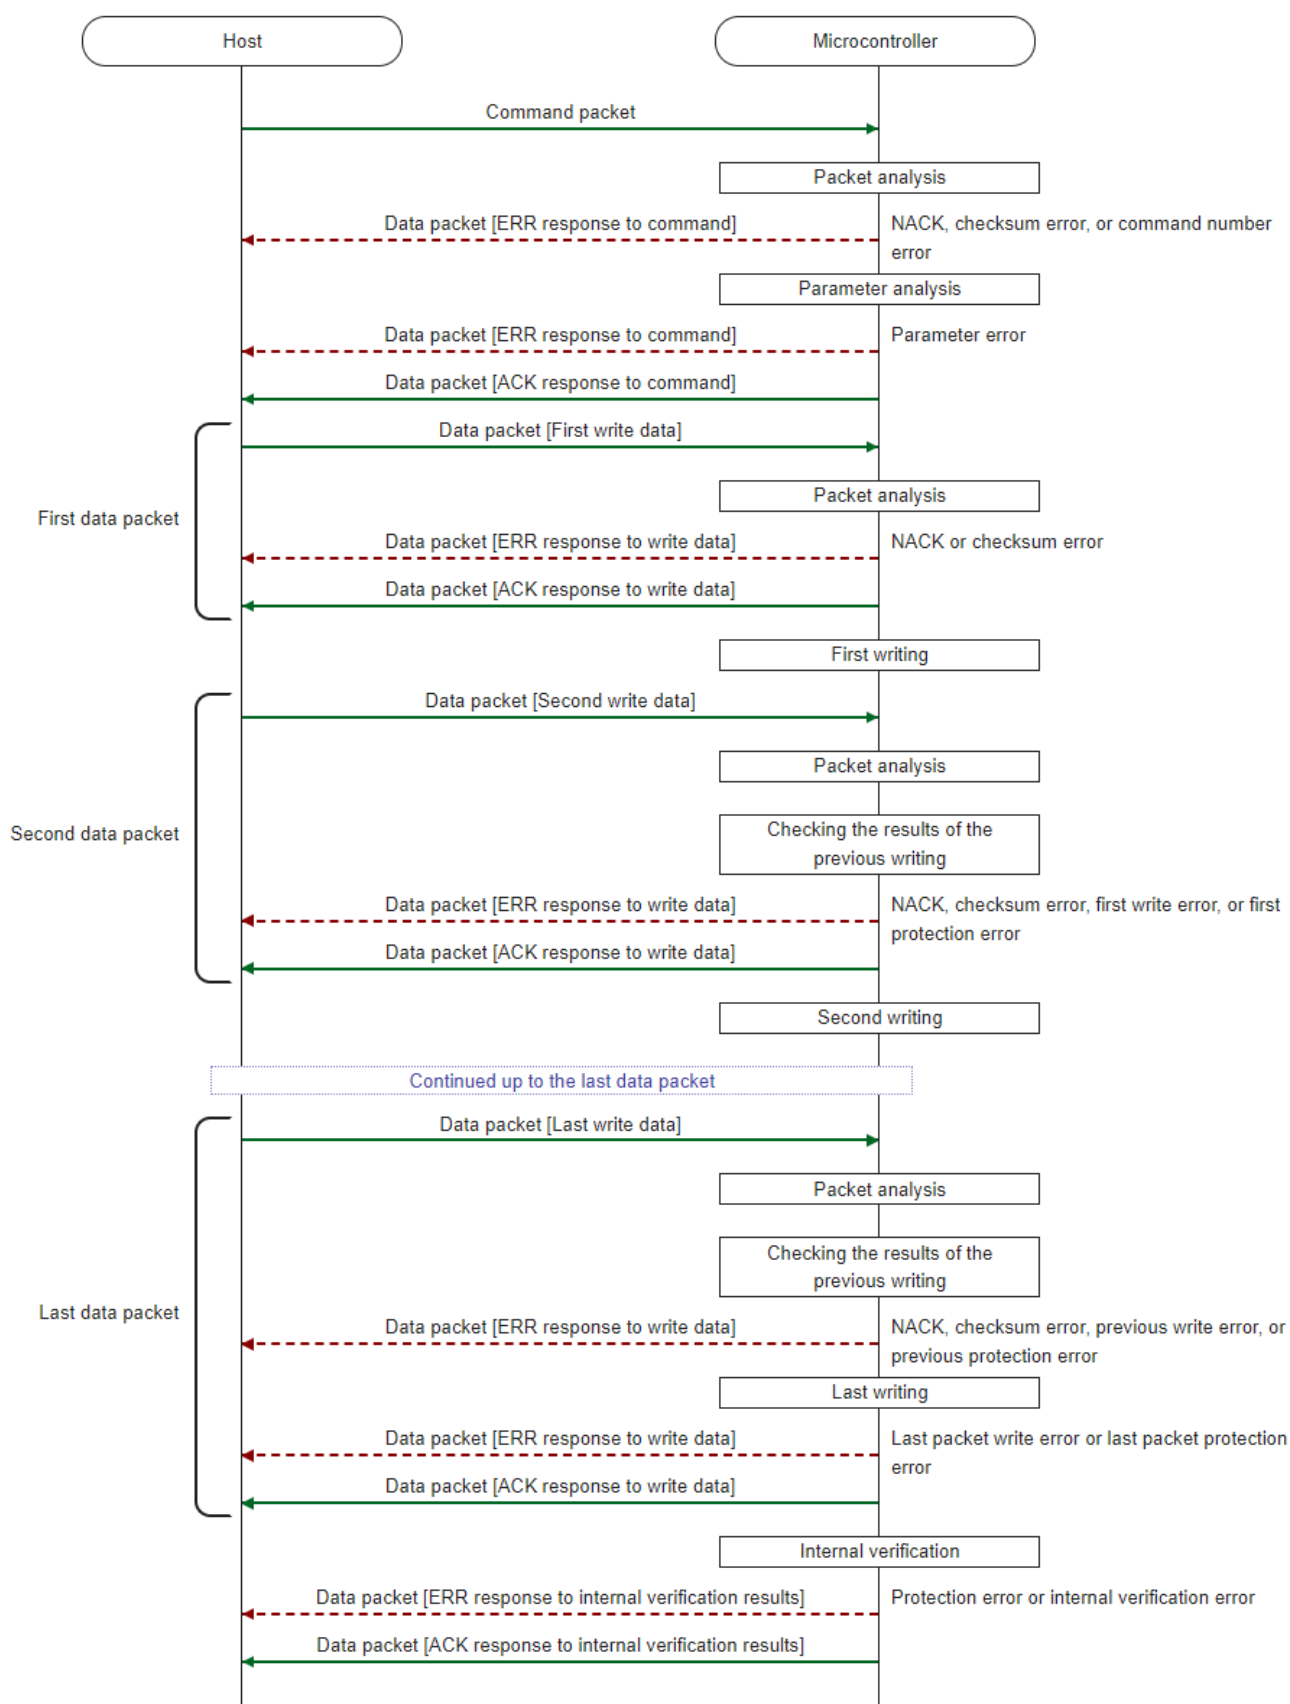 Host
Microcontroller
Command packet
Packet analysis
Data packet [ERR response to command]
NACK, checksum error, or command number
error
Parameter analysis
Data packet [ERR response to command]
Parameter error
Data packet [ACK response to command]
Data packet [First write data]
Packet analysis
First data packet
Data packet [ERR response to write data]
NACK or checksum error
Data packet [ACK response to write data]
First writing
Data packet [Second write data]
Packet analysis
Second data packet
Checking the results of the
previous writing
Data packet [ERR response to write data]
NACK, checksum error, first write error, or first
protection error
Data packet [ACK response to write data]
Second writing
Continued up to the last data packet
Data packet [Last write data]
Packet analysis
Checking the results of the
previous writing
Last data packet
Data packet [ERR response to write data]
NACK, checksum error, previous write error, or
previous protection error
Last writing
Data packet [ERR response to write data]
Last packet write error or last packet protection
error
Data packet [ACK response to write data]
Internal verification
Data packet [ERR response to internal verification results]
Protection error or internal verification error
Data packet [ACK response to internal verification results]